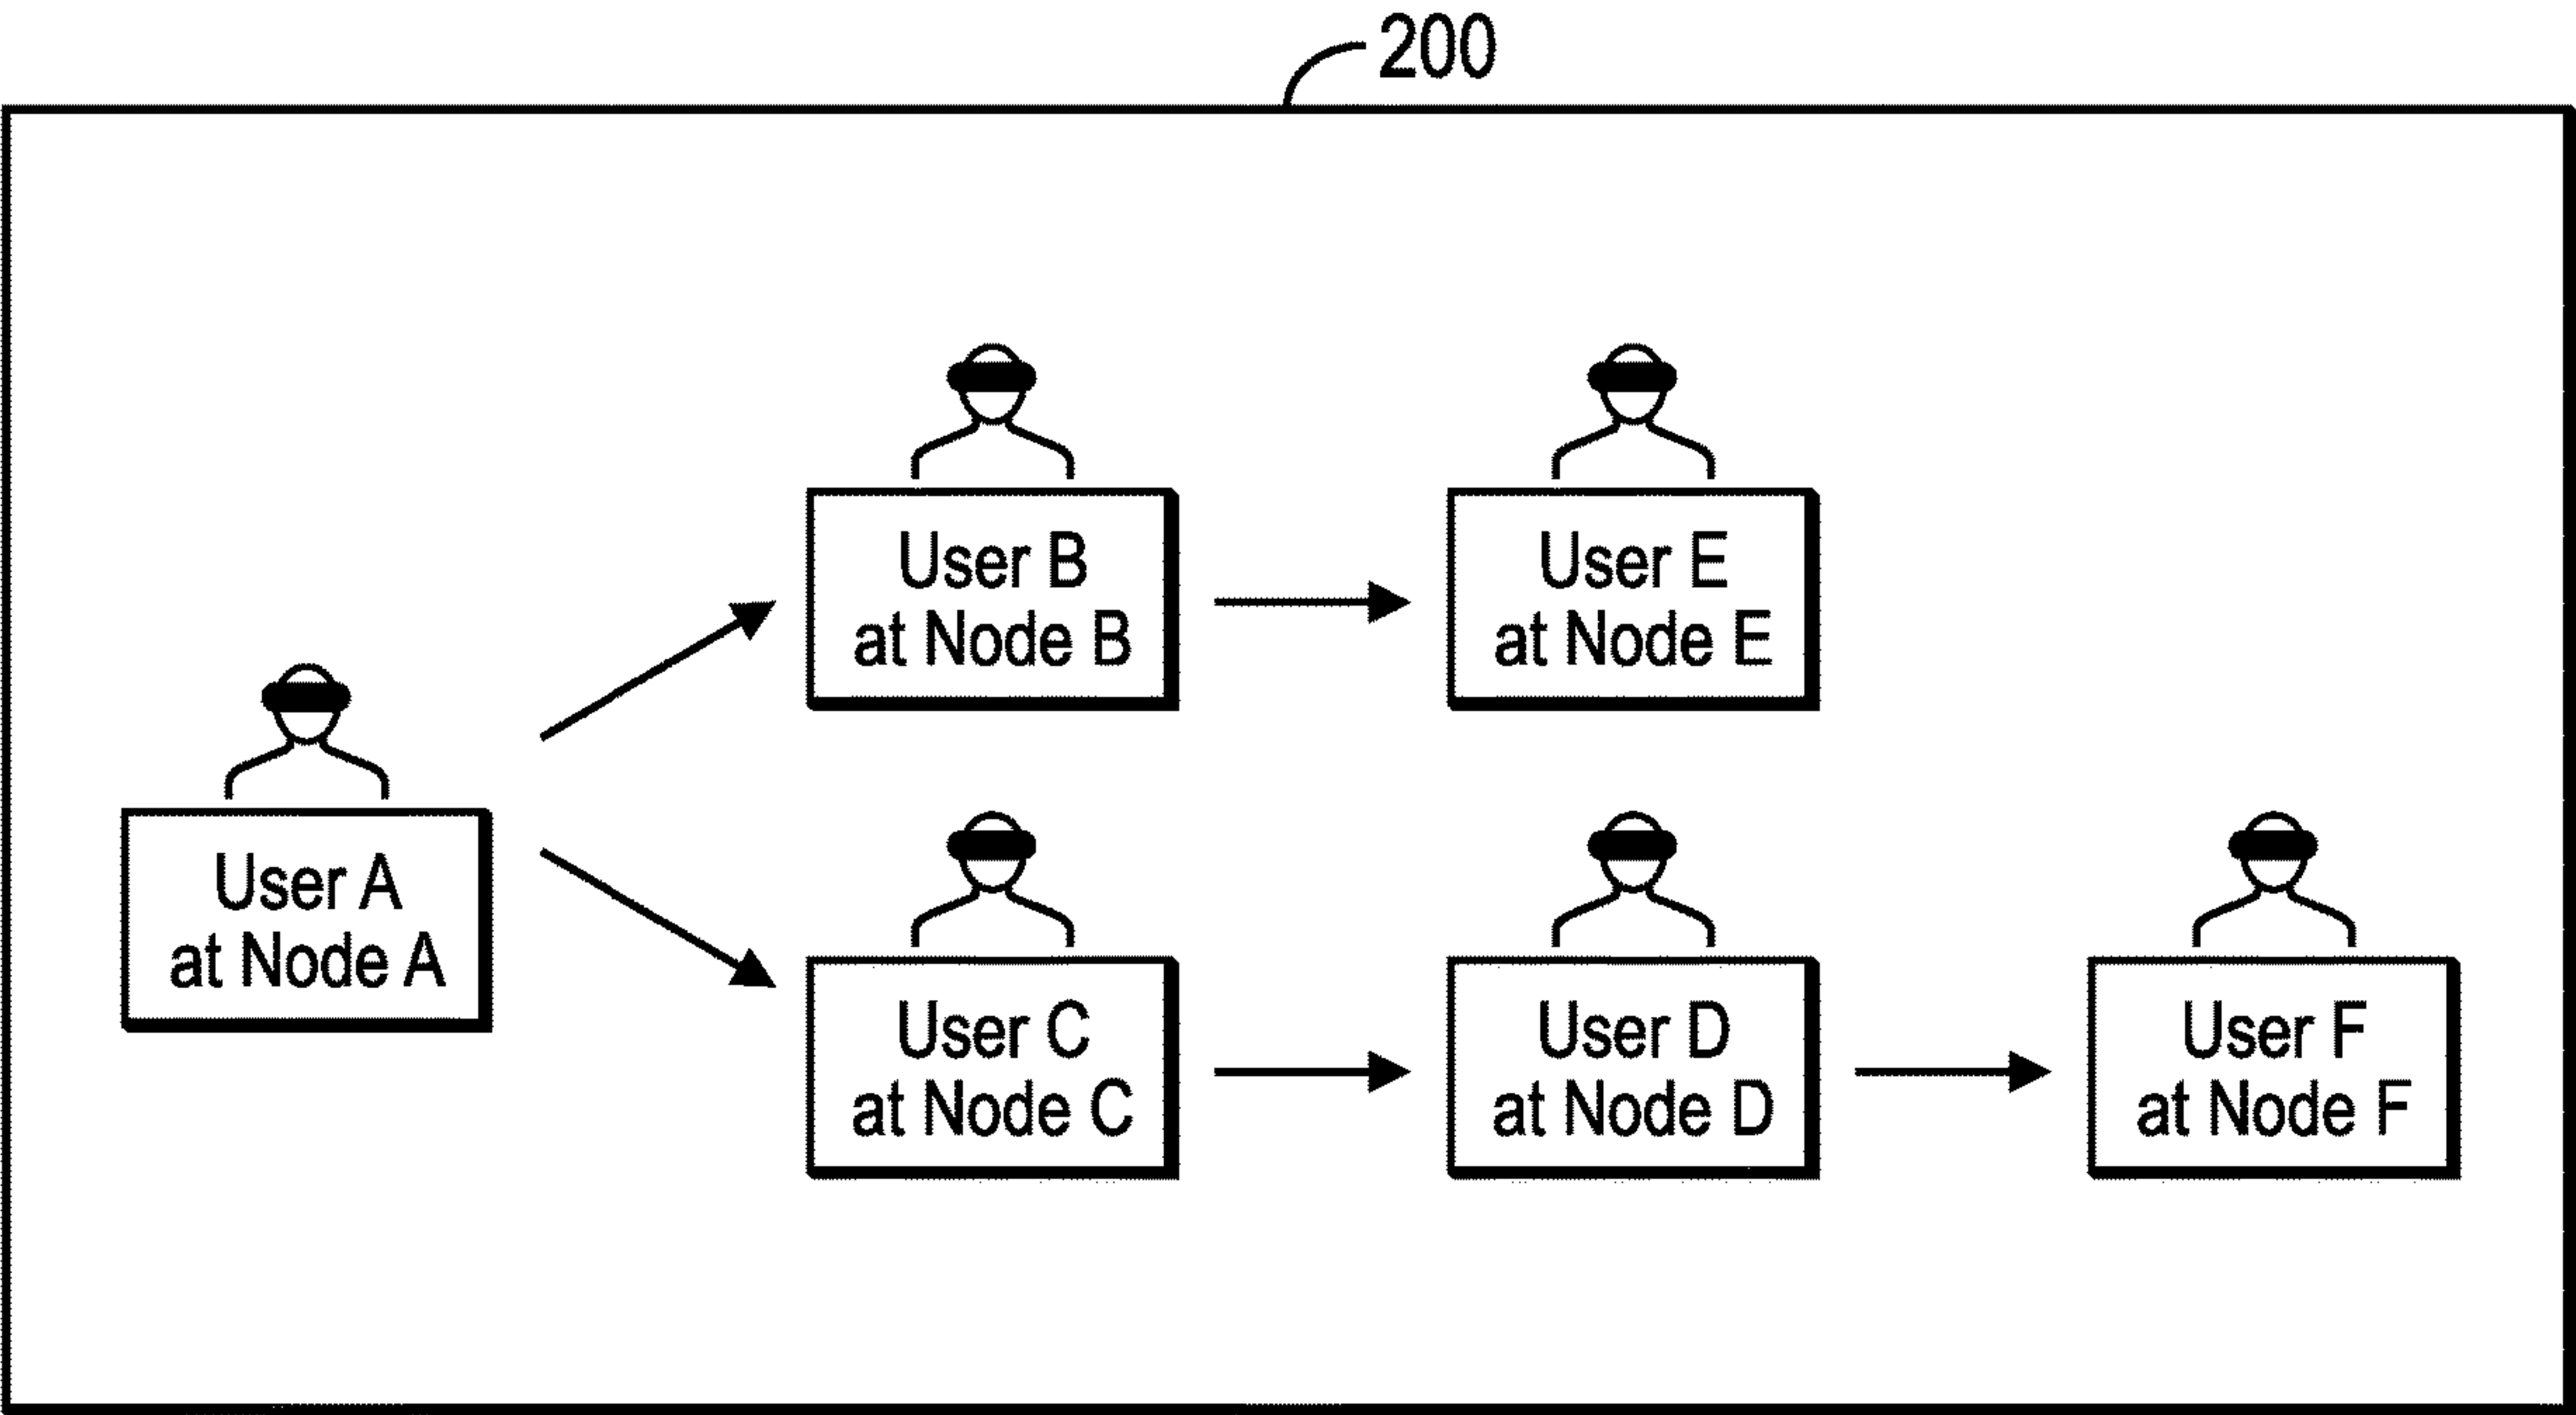 200
User B
at Node B
User E
at Node E
User A
at Node A
User C
at Node C
User D
at Node D
User F
at Node F